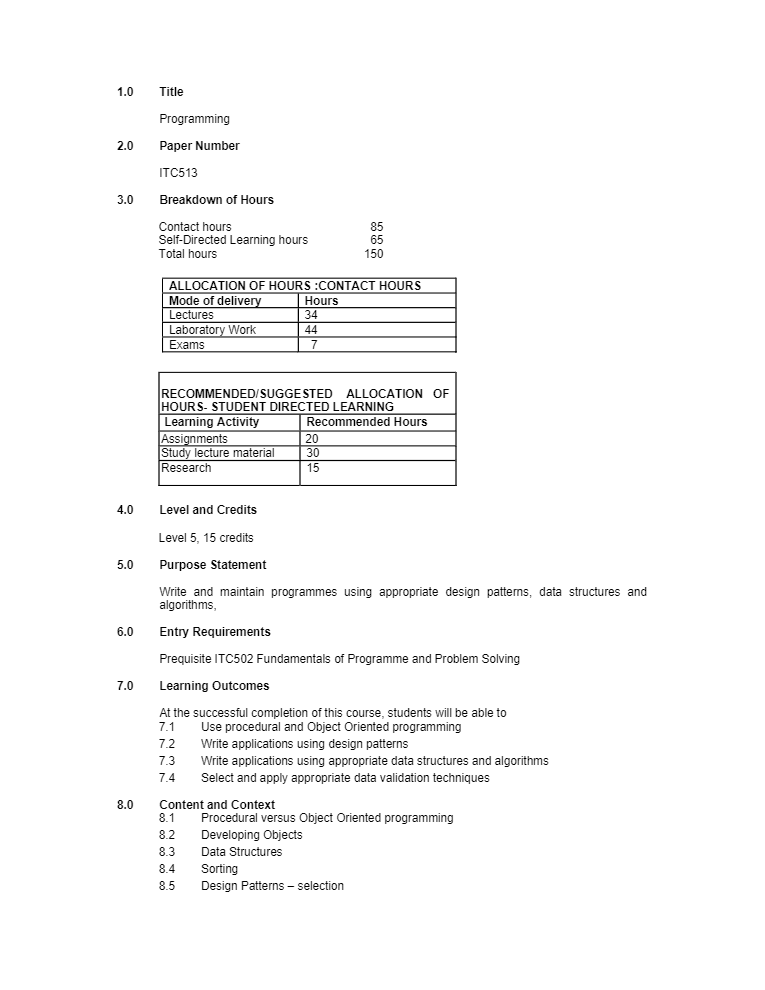 1.0 Title
Programming
2.0 Paper Number
ITC513
3.0 Breakdown of Hours
Contact hours 85
Self-Directed Learning hours 65
Total hours 150
ALLOCATION OF HOURS :CONTACT HOURS
Mode of delivery Hours
Lectures 34
Laboratory Work 44
Exams 7
RECOMMENDED/SUGGESTED ALLOCATION OF
HOURS- STUDENT DIRECTED LEARNING
Learning Activity Recommended Hours
Assignments 20
Study lecture material 30
Research 15
4.0 Level and Credits
Level 5, 15 credits
5.0 Purpose Statement
Write and maintain programmes using appropriate design patterns, data structures and
algorithms,
6.0 Entry Requirements
Prequisite ITC502 Fundamentals of Programme and Problem Solving
7.0 Learning Outcomes
At the successful completion of this course, students will be able to
7.1 Use procedural and Object Oriented programming
7.2 Write applications using design patterns
7.3 Write applications using appropriate data structures and algorithms
7.4 Select and apply appropriate data validation techniques
8.0 Content and Context
8.1 Procedural versus Object Oriented programming
8.2 Developing Objects
8.3 Data Structures
8.4 Sorting
8.5 Design Patterns – selection